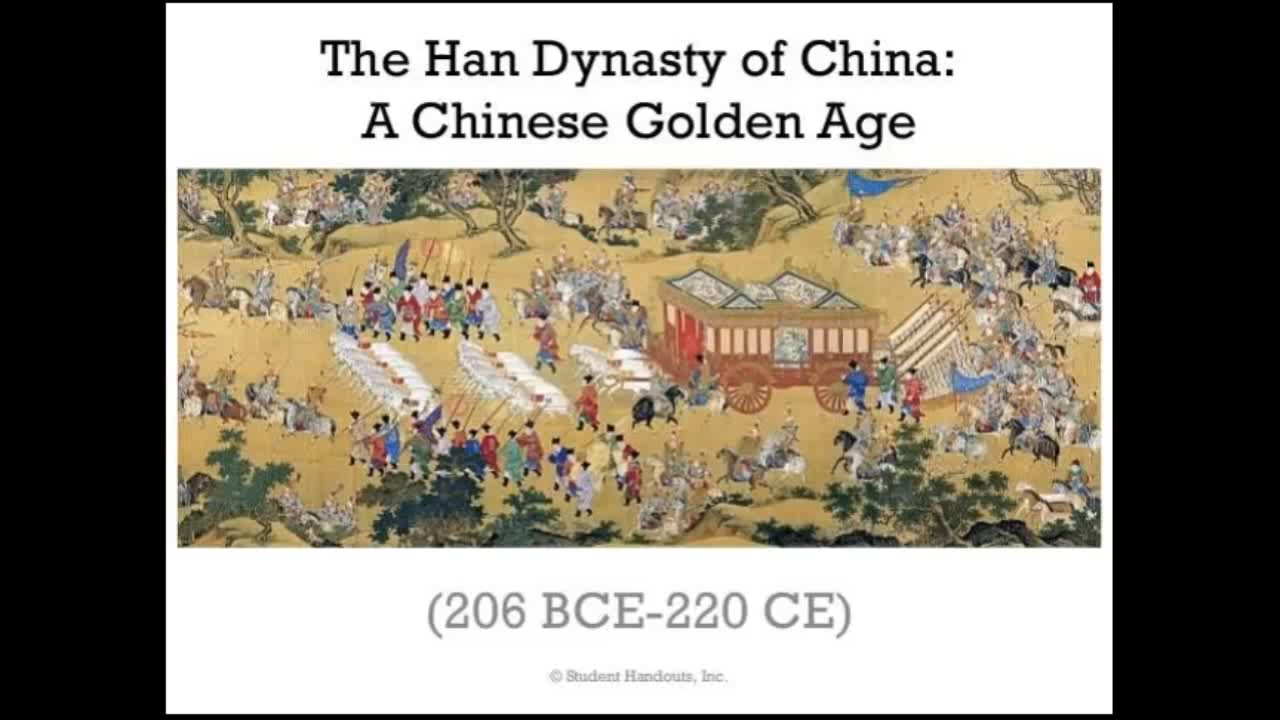 The Han Dynasty of China:
A Chinese Golden Age
(206 BCE-220 CE)
© Student Handouts, Inc.